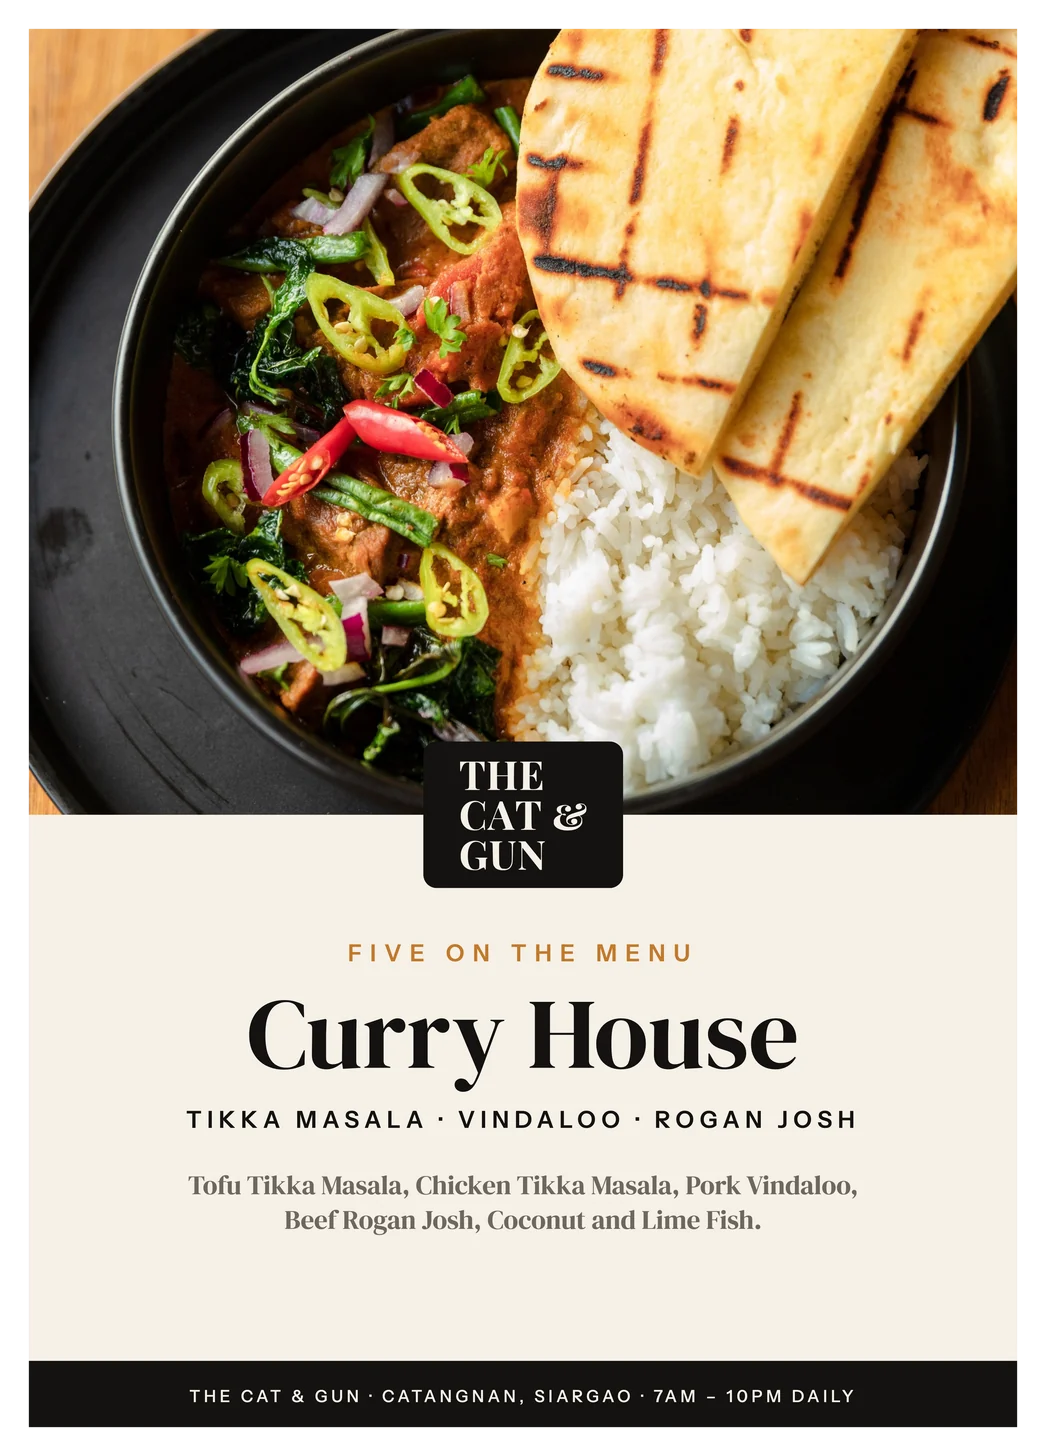 THE
CAT &
GUN
FIVE ON THE MENU
Curry House
TIKKA MASALA · VINDALOO · ROGAN JOSH
Tofu Tikka Masala, Chicken Tikka Masala, Pork Vindaloo,
Beef Rogan Josh, Coconut and Lime Fish.
THE CAT & GUN · CATANGNAN, SIARGAO · 7AM – 10PM DAILY